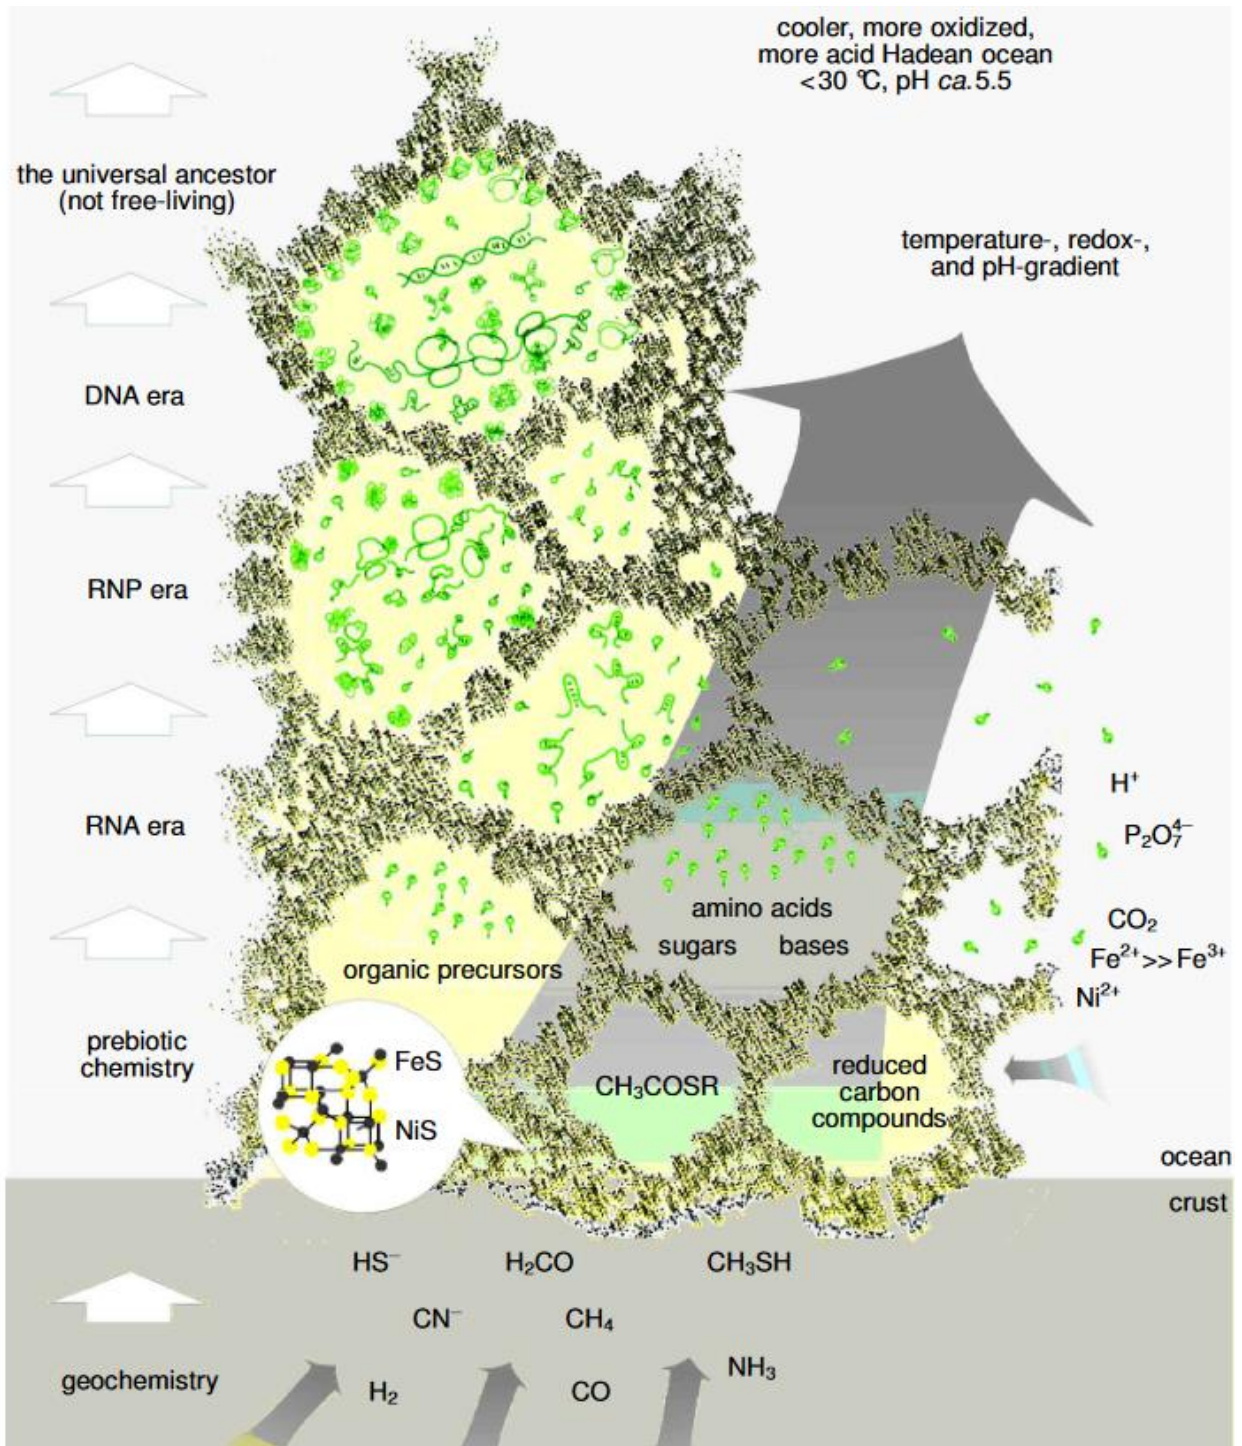 cooler, more oxidized,
more acid Hadean ocean
<30 °C, pH ca. 5.5
the universal ancestor
(not free-living)
temperature-, redox-,
and pH-gradient
DNA era
RNP era
H⁺
RNA era
P₂O₇⁴⁻
amino acids
CO₂
sugars bases
Fe²⁺>>Fe³⁺
organic precursors
Ni²⁺
prebiotic
chemistry
FeS
NiS
CH₃COSR
reduced
carbon
compounds
ocean
crust
HS⁻ H₂CO CH₃SH
CN⁻ CH₄
geochemistry
H₂ CO NH₃